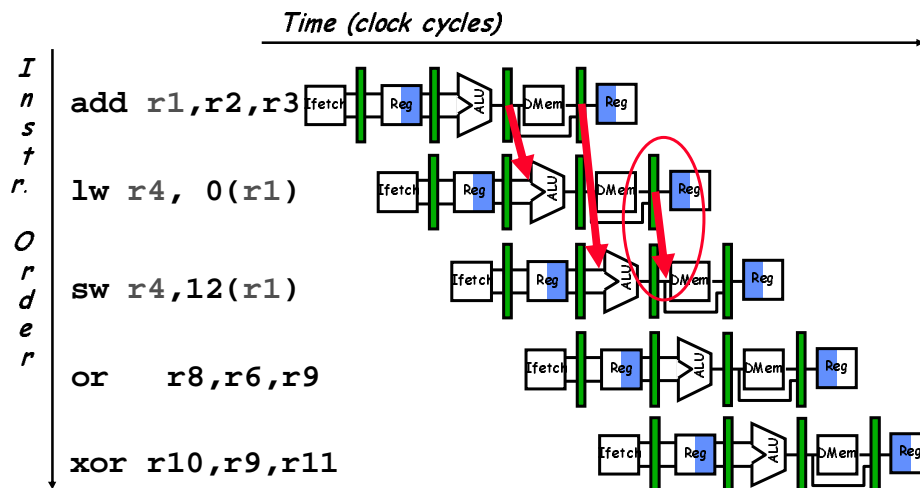 Time (clock cycles)
Instr. Order
add r1,r2,r3
Ifetch Reg ALU DMem Reg
lw r4, 0(r1)
Ifetch Reg ALU DMem Reg
sw r4,12(r1)
Ifetch Reg ALU DMem Reg
or r8,r6,r9
Ifetch Reg ALU DMem Reg
xor r10,r9,r11
Ifetch Reg ALU DMem Reg